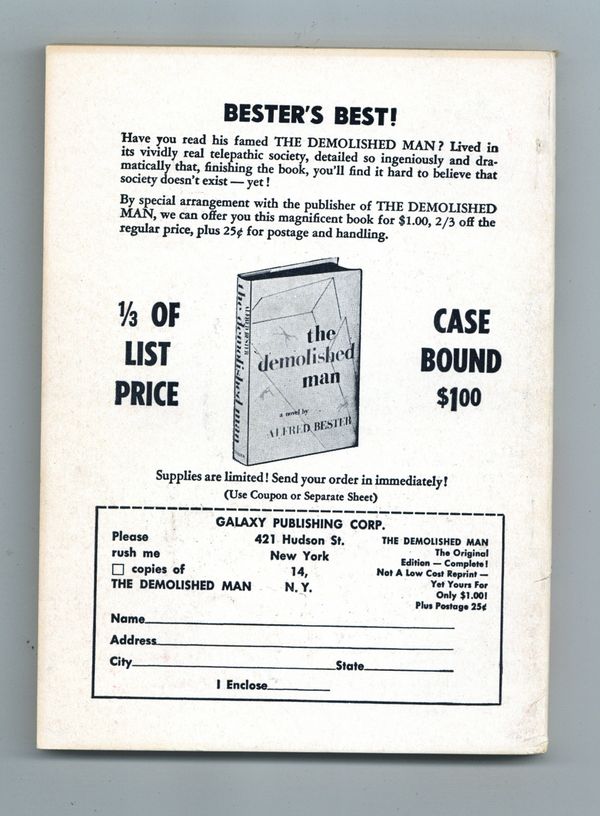 BESTER'S BEST!
Have you read his famed THE DEMOLISHED MAN? Lived in
its vividly real telepathic society, detailed so ingeniously and dra-
matically that, finishing the book, you'll find it hard to believe that
society doesn't exist — yet!
By special arrangement with the publisher of THE DEMOLISHED
MAN, we can offer you this magnificent book for $1.00, 2/3 off the
regular price, plus 25¢ for postage and handling.
⅓ OF
LIST
PRICE
the demolished man
ALFRED BESTER
the
demolished
man
a novel by
ALFRED BESTER
CASE
BOUND
$100
Supplies are limited! Send your order in immediately!
(Use Coupon or Separate Sheet)
GALAXY PUBLISHING CORP.
Please
rush me
copies of
THE DEMOLISHED MAN
421 Hudson St.
New York
14,
N.Y.
THE DEMOLISHED MAN
The Original
Edition — Complete!
Not A Low Cost Reprint —
Yet Yours For
Only $1.00!
Plus Postage 25¢
Name
Address
City State
I Enclose